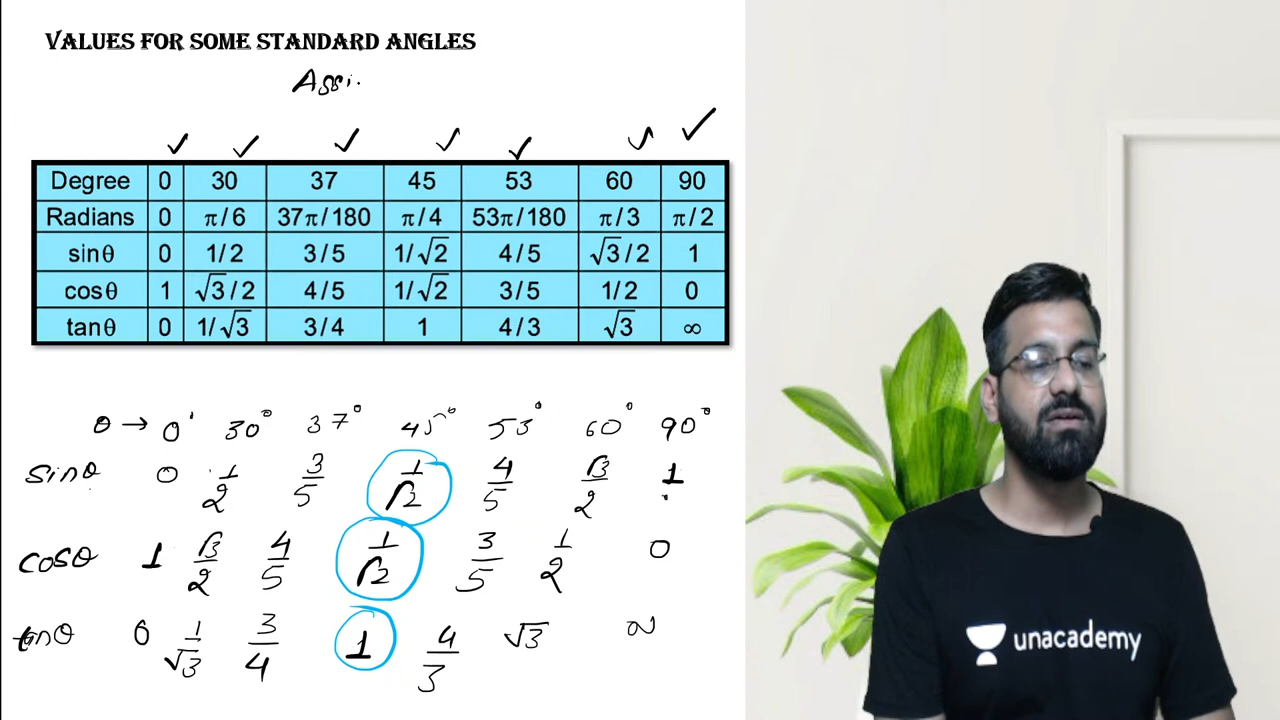 VALUES FOR SOME STANDARD ANGLES
Assi.
Degree 0 30 37 45 53 60 90
Radians 0 π/6 37π/180 π/4 53π/180 π/3 π/2
sinθ 0 1/2 3/5 1/√2 4/5 √3/2 1
cosθ 1 √3/2 4/5 1/√2 3/5 1/2 0
tanθ 0 1/√3 3/4 1 4/3 √3 ∞
θ → 0° 30° 37° 45° 53° 60° 90°
sinθ 0 1/2 3/5 1/√2 4/5 √3/2 1
cosθ 1 √3/2 4/5 1/√2 3/5 1/2 0
tanθ 0 1/√3 3/4 1 4/3 √3 ∞
unacademy